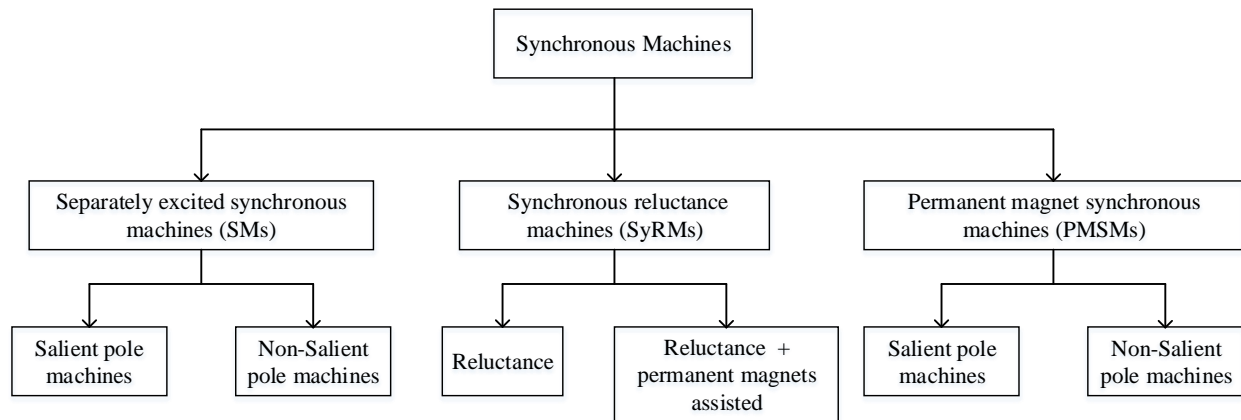 Synchronous Machines
Separately excited synchronous
machines (SMs)
Synchronous reluctance
machines (SyRMs)
Permanent magnet synchronous
machines (PMSMs)
Salient pole
machines
Non-Salient
pole machines
Reluctance
Reluctance +
permanent magnets
assisted
Salient pole
machines
Non-Salient
pole machines